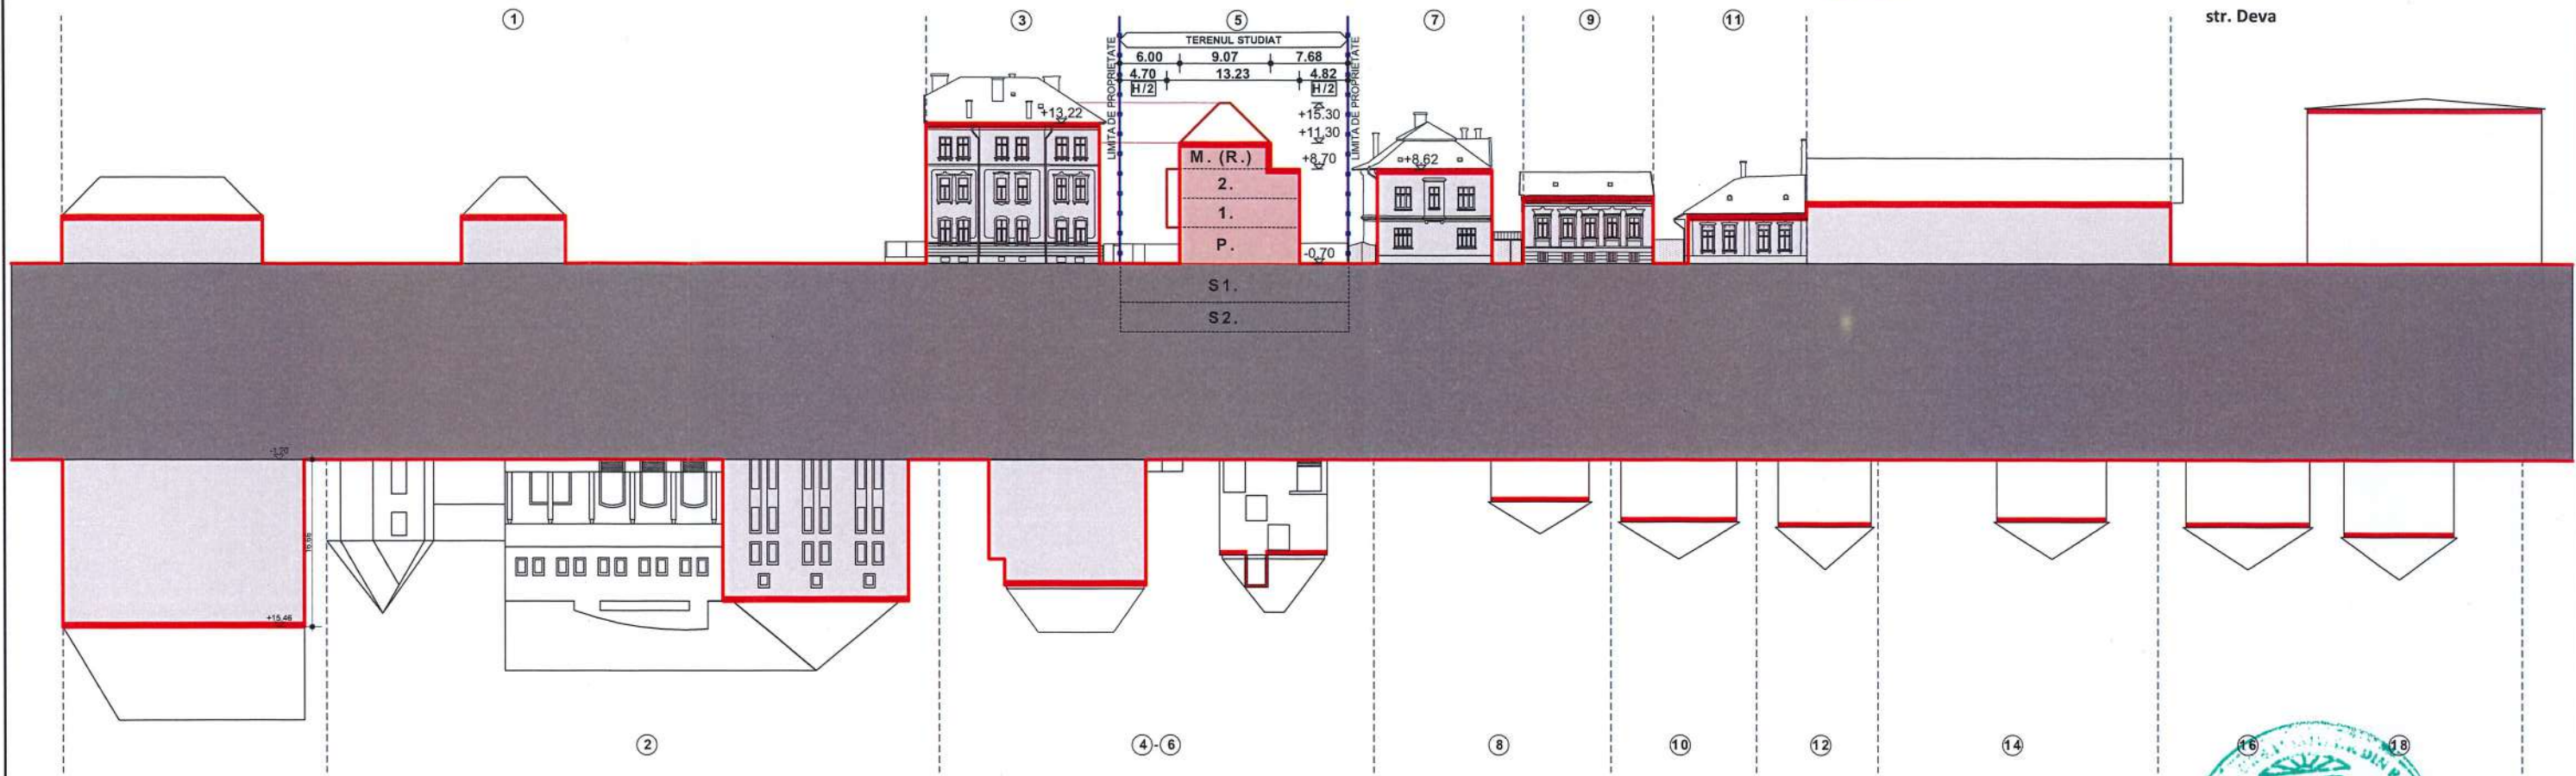 1
3
5
7
9
11
str. Deva
TERENUL STUDIAT
6.00 9.07 7.68
4.70 13.23 4.82
H/2 H/2
LIMITA DE PROPRIETATE
LIMITA DE PROPRIETATE
+13,22
+15.30
+11.30
+8.70
+8,62
M. (R.)
2.
1.
P.
-0.70
S1.
S2.
-1.20
+15.46
2
4-6
8
10
12
14
16
18